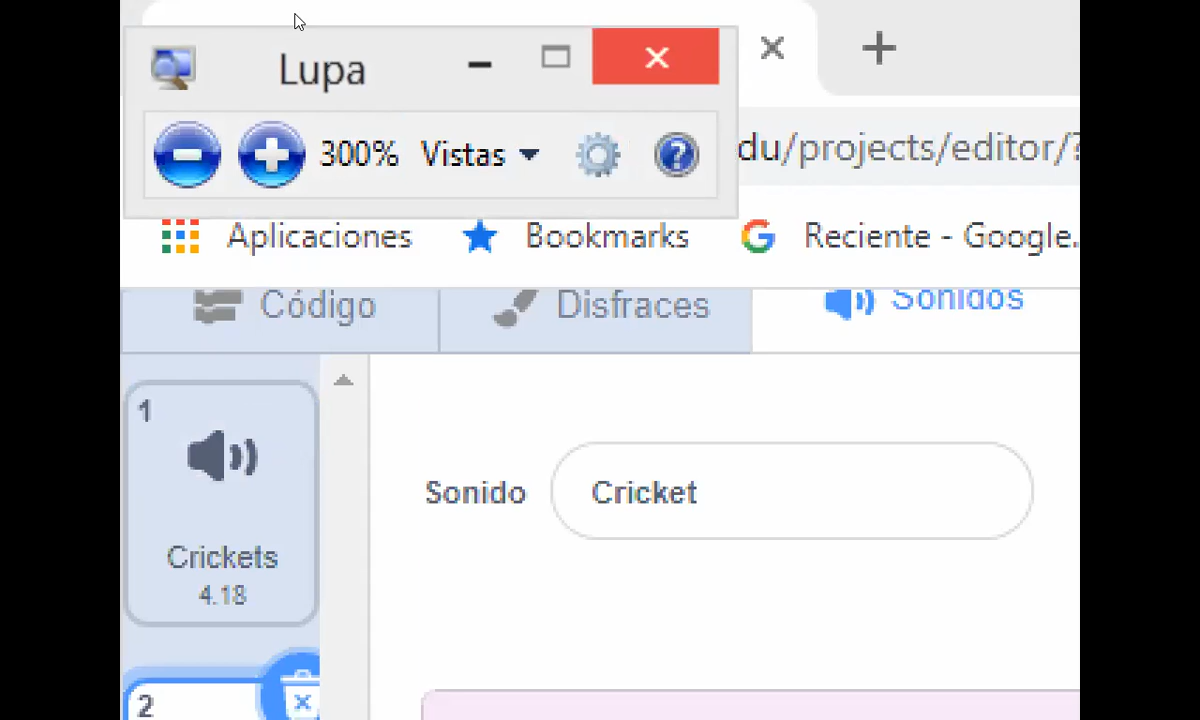 Lupa
300% Vistas
du/projects/editor/?
Aplicaciones Bookmarks Reciente - Google.
Código Disfraces Sonidos
1
Crickets
4.18
Sonido Cricket
2